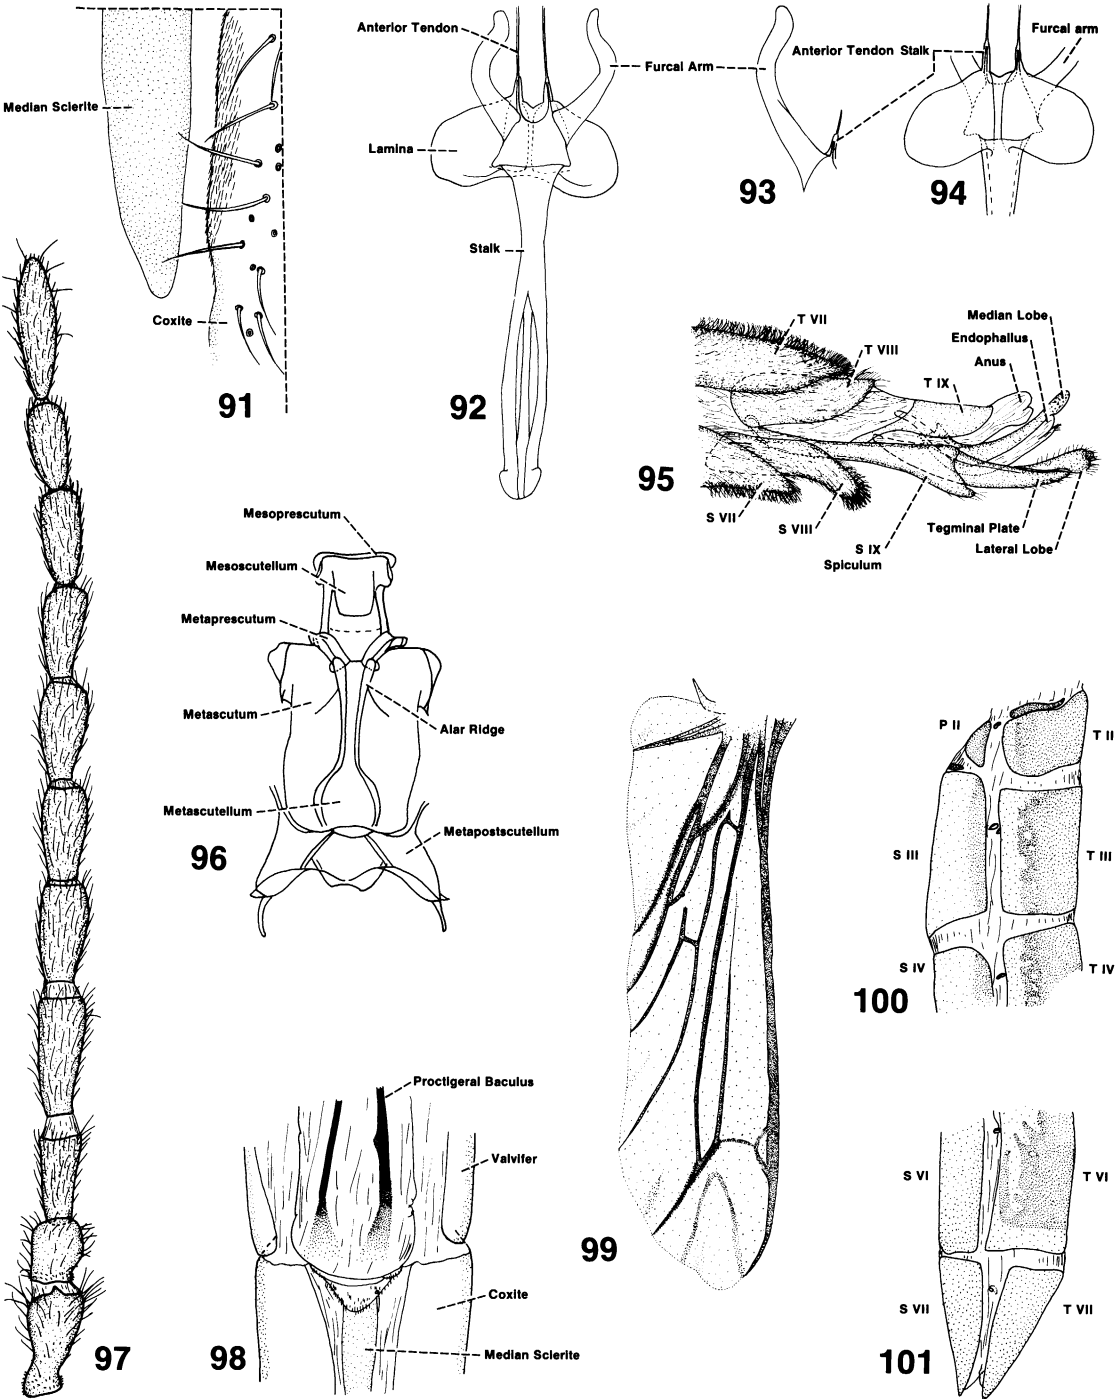 Median Sclerite
Coxite
91
Anterior Tendon
Furcal Arm
Lamina
Stalk
92
93
Anterior Tendon Stalk
Furcal arm
94
T VII
T VIII
T IX
Median Lobe
Endophallus
Anus
95
S VII
S VIII
S IX
Spiculum
Tegminal Plate
Lateral Lobe
Mesoprescutum
Mesoscutellum
Metaprescutum
Metascutum
Alar Ridge
Metascutellum
Metapostscutellum
96
97
Proctigeral Baculus
Valvifer
Coxite
Median Sclerite
98
99
P II
T II
S III
T III
S IV
T IV
100
S VI
T VI
S VII
T VII
101